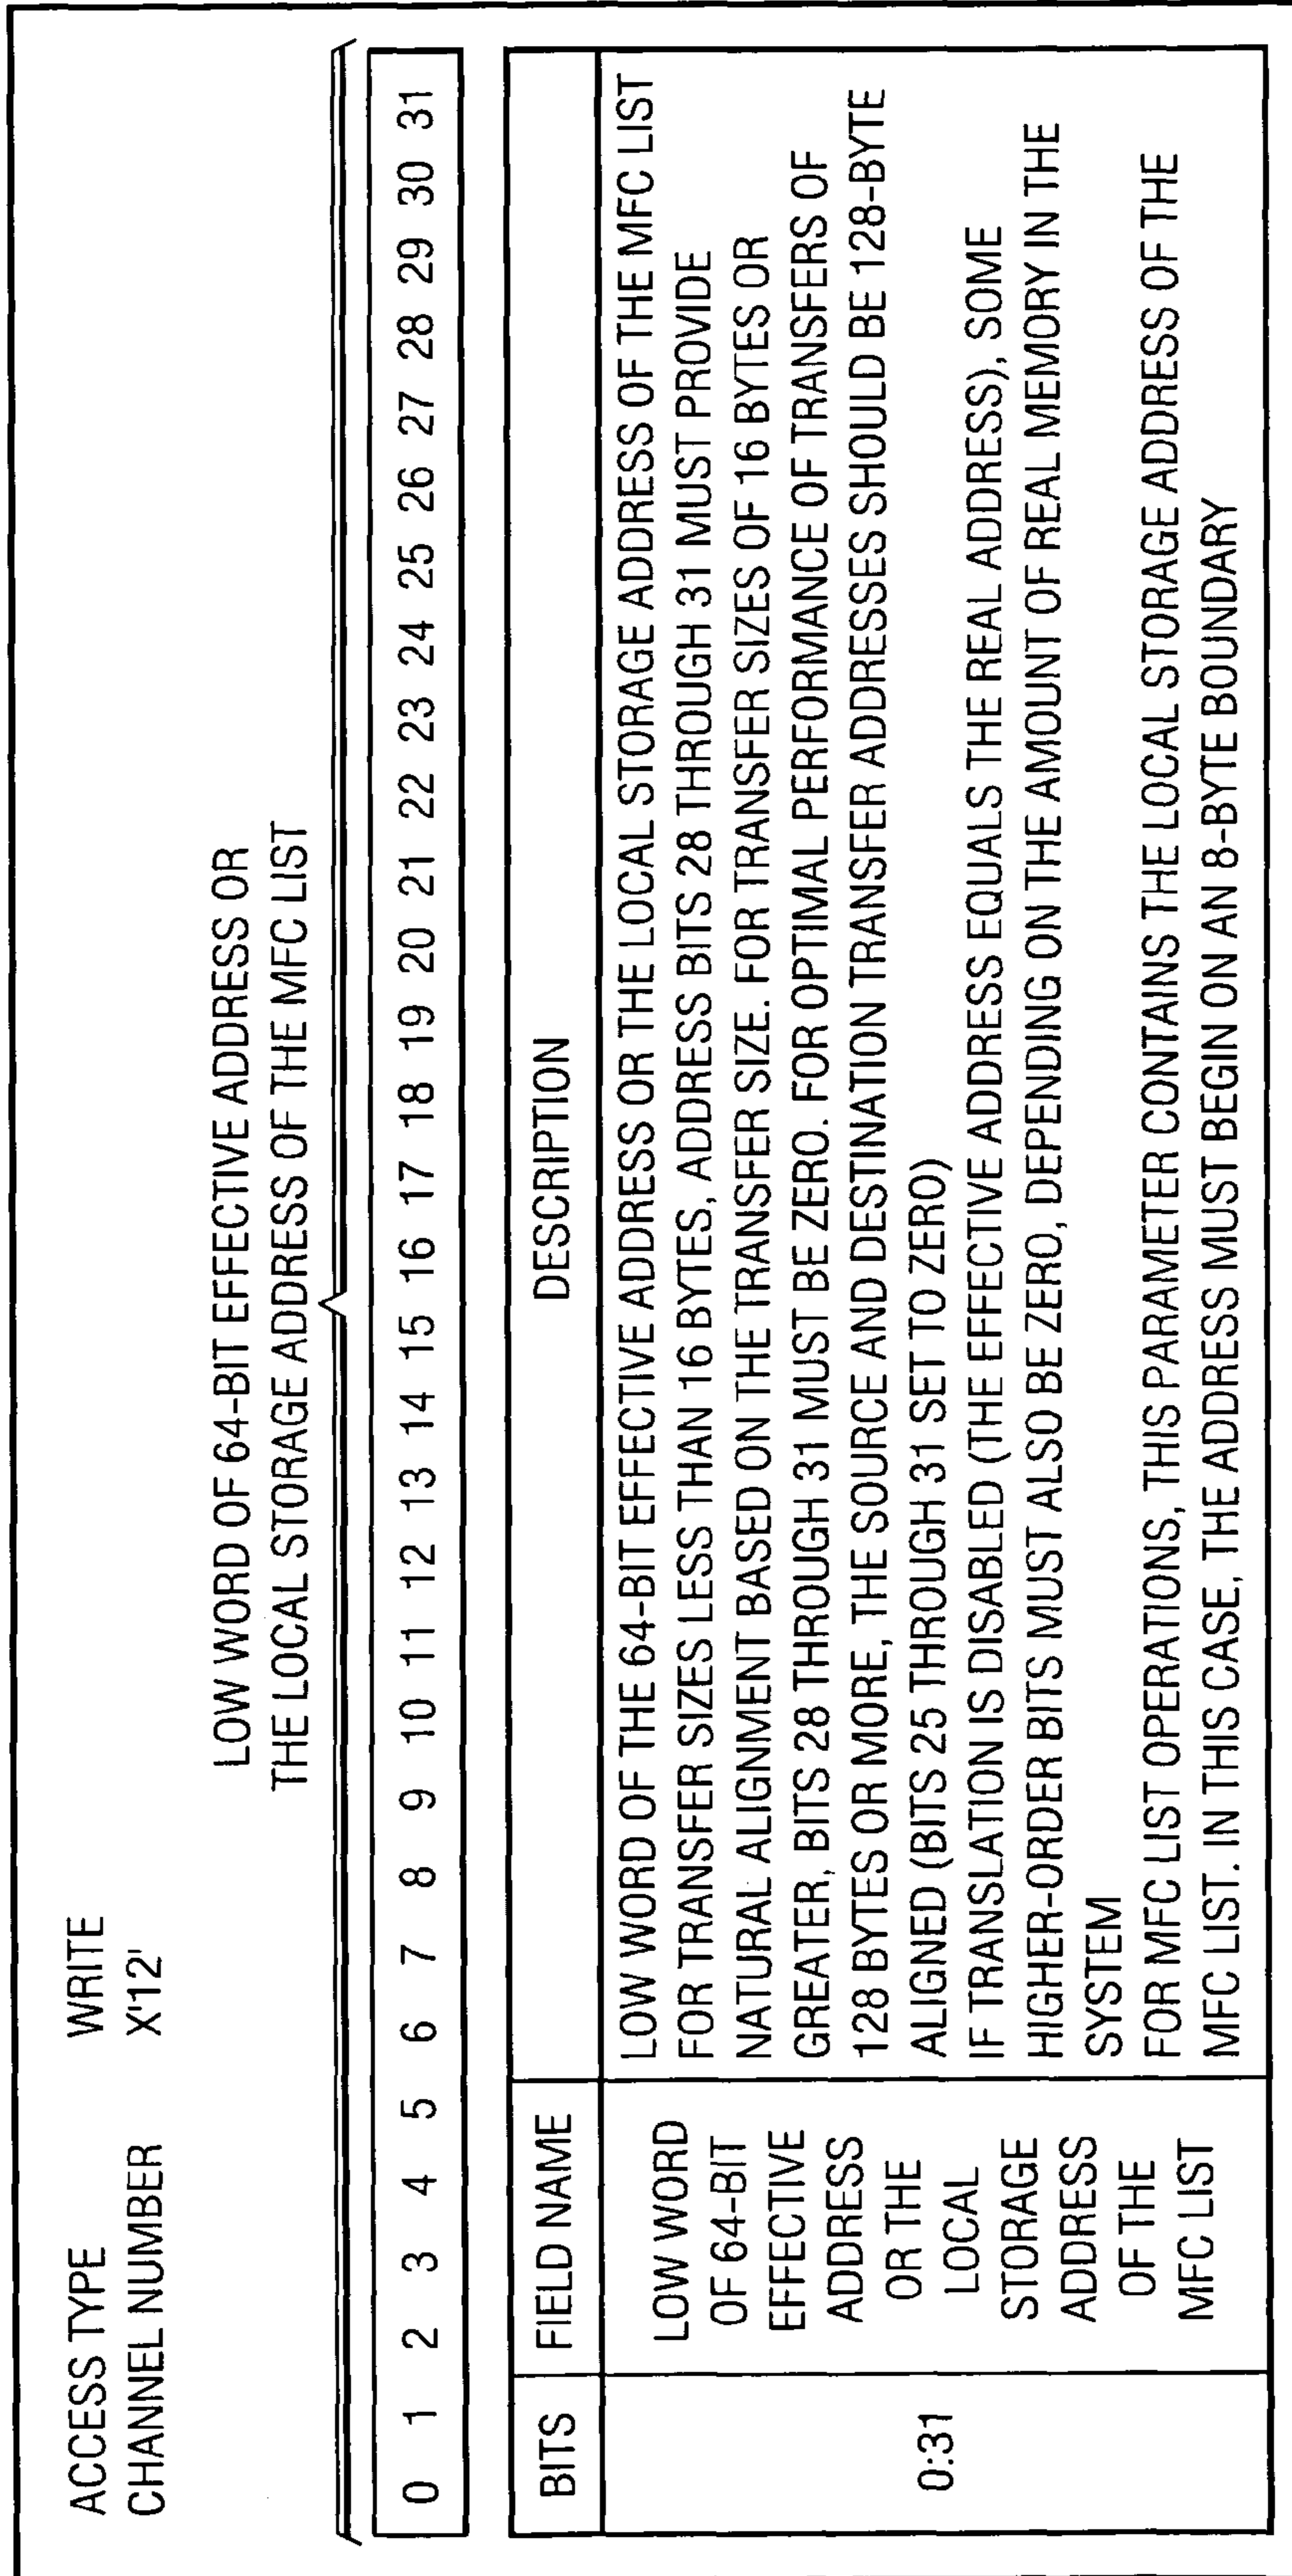 ACCESS TYPE WRITE
CHANNEL NUMBER X'12'
LOW WORD OF 64-BIT EFFECTIVE ADDRESS OR
THE LOCAL STORAGE ADDRESS OF THE MFC LIST
0 1 2 3 4 5 6 7 8 9 10 11 12 13 14 15 16 17 18 19 20 21 22 23 24 25 26 27 28 29 30 31
BITS FIELD NAME DESCRIPTION
0:31
LOW WORD
OF 64-BIT
EFFECTIVE
ADDRESS
OR THE
LOCAL
STORAGE
ADDRESS
OF THE
MFC LIST
LOW WORD OF THE 64-BIT EFFECTIVE ADDRESS OR THE LOCAL STORAGE ADDRESS OF THE MFC LIST
FOR TRANSFER SIZES LESS THAN 16 BYTES, ADDRESS BITS 28 THROUGH 31 MUST PROVIDE
NATURAL ALIGNMENT BASED ON THE TRANSFER SIZE. FOR TRANSFER SIZES OF 16 BYTES OR
GREATER, BITS 28 THROUGH 31 MUST BE ZERO. FOR OPTIMAL PERFORMANCE OF TRANSFERS OF
128 BYTES OR MORE, THE SOURCE AND DESTINATION TRANSFER ADDRESSES SHOULD BE 128-BYTE
ALIGNED (BITS 25 THROUGH 31 SET TO ZERO)
IF TRANSLATION IS DISABLED (THE EFFECTIVE ADDRESS EQUALS THE REAL ADDRESS), SOME
HIGHER-ORDER BITS MUST ALSO BE ZERO, DEPENDING ON THE AMOUNT OF REAL MEMORY IN THE
SYSTEM
FOR MFC LIST OPERATIONS, THIS PARAMETER CONTAINS THE LOCAL STORAGE ADDRESS OF THE
MFC LIST. IN THIS CASE, THE ADDRESS MUST BEGIN ON AN 8-BYTE BOUNDARY